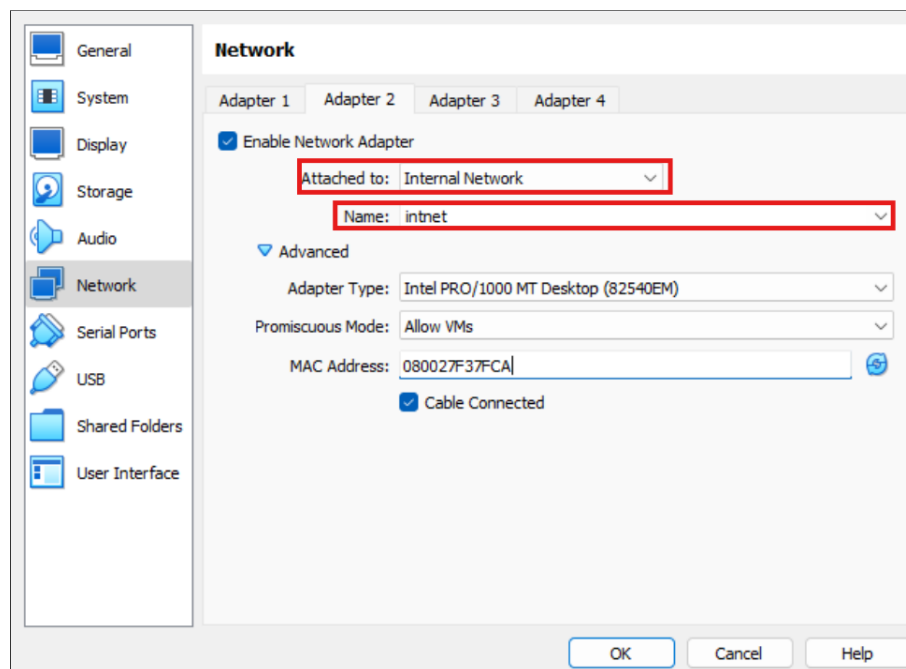 General
System
Display
Storage
Audio
Network
Serial Ports
USB
Shared Folders
User Interface
Network
Adapter 1 Adapter 2 Adapter 3 Adapter 4
Enable Network Adapter
Attached to: Internal Network
Name: intnet
Advanced
Adapter Type: Intel PRO/1000 MT Desktop (82540EM)
Promiscuous Mode: Allow VMs
MAC Address: 080027F37FCA
Cable Connected
OK Cancel Help